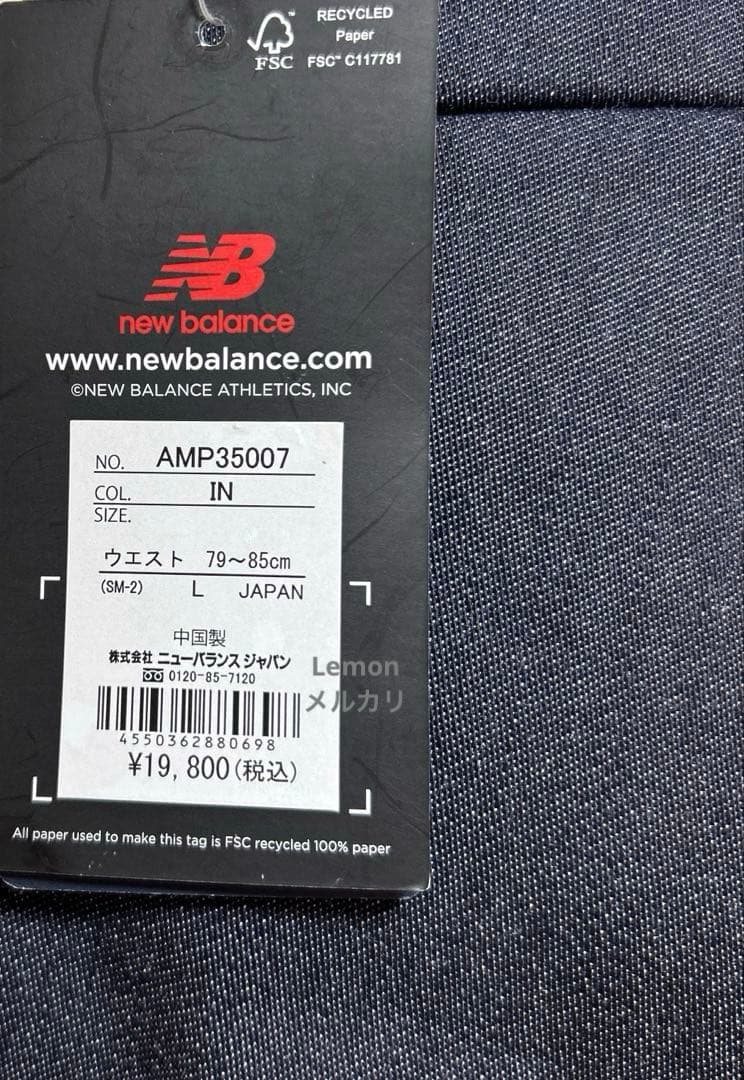 RECYCLED
Paper
FSC™ C117781
FSC
NB
new balance
www.newbalance.com
©NEW BALANCE ATHLETICS, INC
NO. AMP35007
COL. IN
SIZE.
ウエスト 79～85cm
(SM-2) L JAPAN
中国製
株式会社 ニューバランス ジャパン
0120-85-7120
Lemon
メルカリ
4550362880698
¥19,800(税込)
All paper used to make this tag is FSC recycled 100% paper